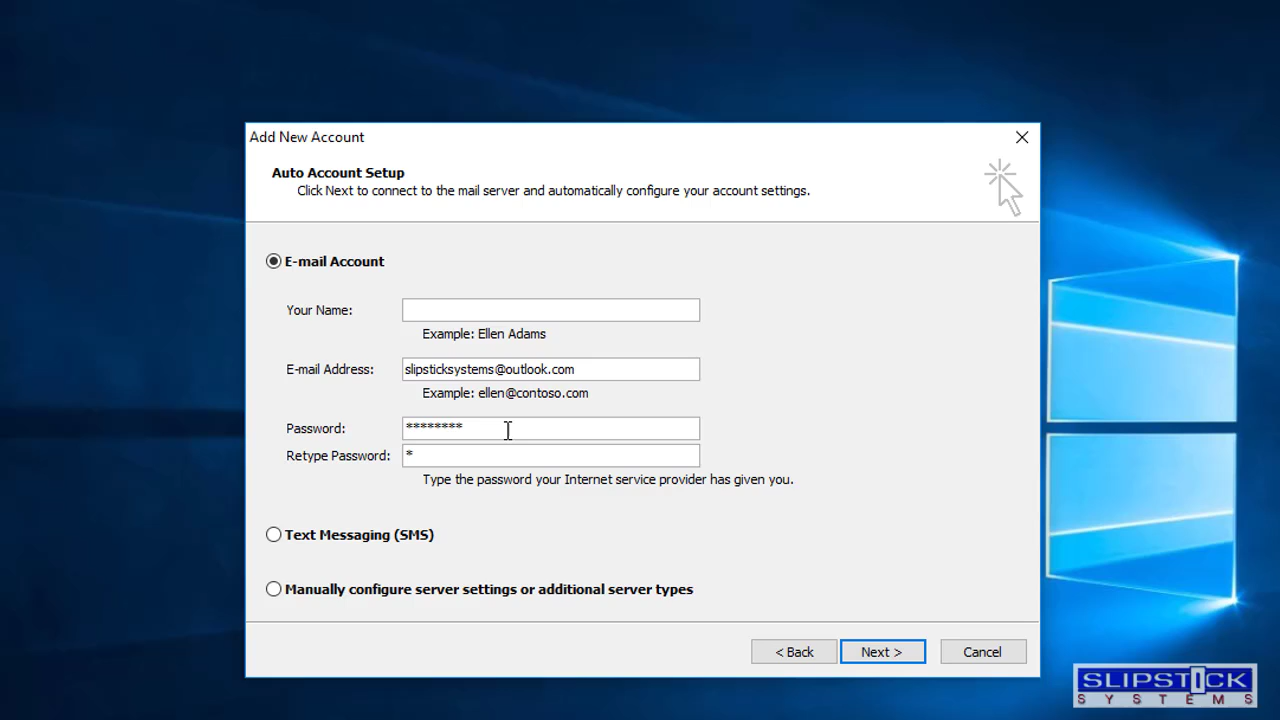 Add New Account
Auto Account Setup
Click Next to connect to the mail server and automatically configure your account settings.
E-mail Account
Your Name:
Example: Ellen Adams
E-mail Address: slipsticksystems@outlook.com
Example: ellen@contoso.com
Password: ********
Retype Password: *
Type the password your Internet service provider has given you.
Text Messaging (SMS)
Manually configure server settings or additional server types
< Back Next > Cancel
SLIPSTICK
SYSTEMS